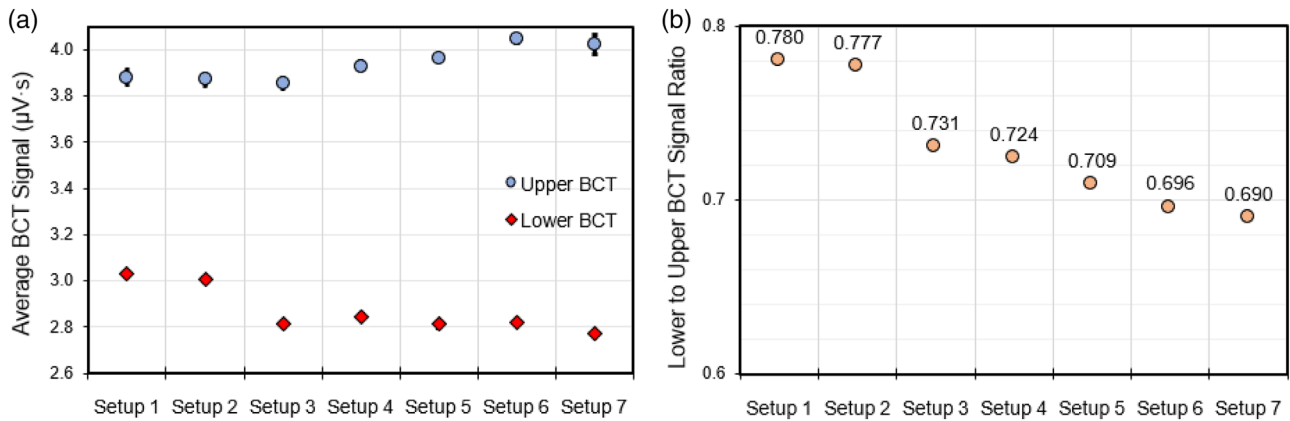 (a)
Average BCT Signal (μV·s)
4.0
3.8
3.6
3.4
3.2
3.0
2.8
2.6
Upper BCT
Lower BCT
Setup 1 Setup 2 Setup 3 Setup 4 Setup 5 Setup 6 Setup 7
(b)
Lower to Upper BCT Signal Ratio
0.8
0.7
0.6
0.780
0.777
0.731
0.724
0.709
0.696
0.690
Setup 1 Setup 2 Setup 3 Setup 4 Setup 5 Setup 6 Setup 7